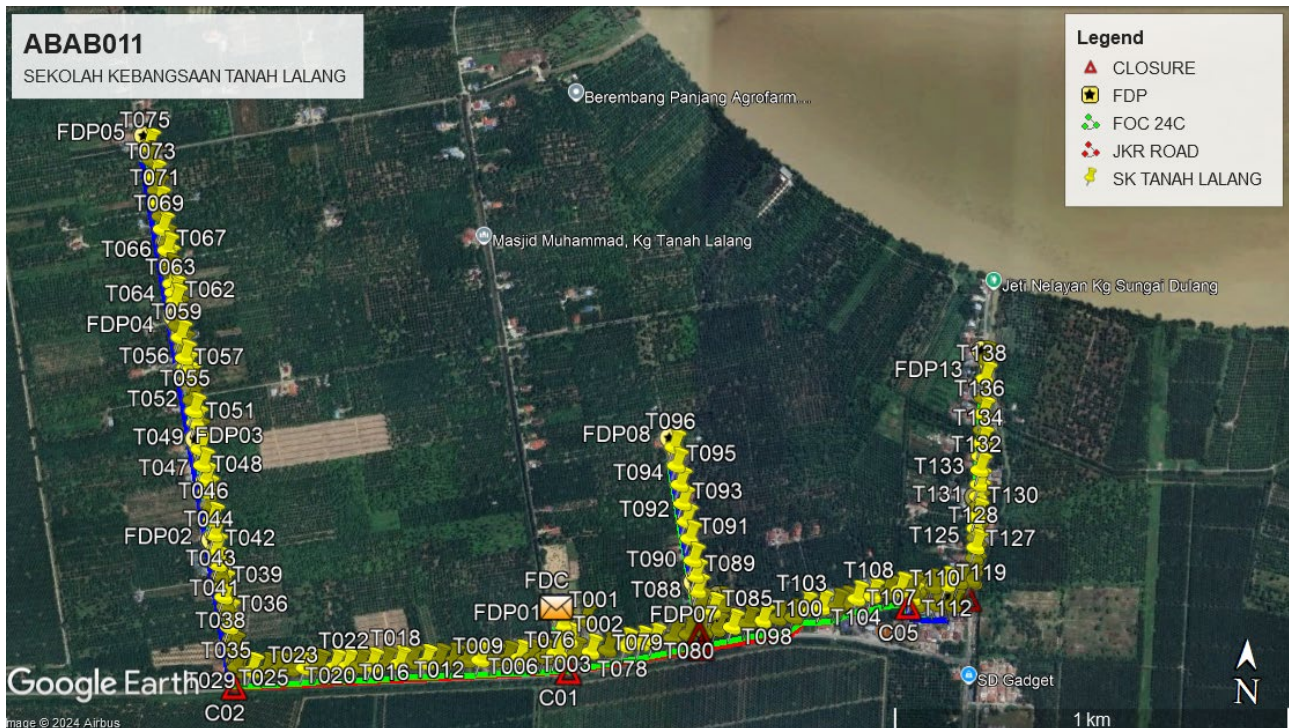 ABAB011
SEKOLAH KEBANGSAAN TANAH LALANG
Legend
CLOSURE
FDP
FOC 24C
JKR ROAD
SK TANAH LALANG
Berembang Panjang Agrofarm...
Masjid Muhammad, Kg Tanah Lalang
Jeti Nelayan Kg Sungai Dulang
T075
FDP05
T073
T071
T069
T067
T066
T063
T064
T062
T059
FDP04
T056
T057
T055
T052
T051
T049
FDP03
T047
T048
T046
T044
FDP02
T042
T043
T039
T041
T036
T038
T035
T029
T025
T023
T022
T018
T020
T016
T012
T009
T006
C02
FDC
FDP01
T001
T002
T076
T003
C01
T079
T078
T080
T096
FDP08
T095
T094
T093
T092
T091
T090
T089
T088
FDP07
T085
T098
T100
T103
T104
T108
T107
T110
T112
T119
C05
T138
FDP13
T136
T134
T132
T133
T131
T130
T128
T125
T127
SD Gadget
Google Earth
Image © 2024 Airbus
1 km
N